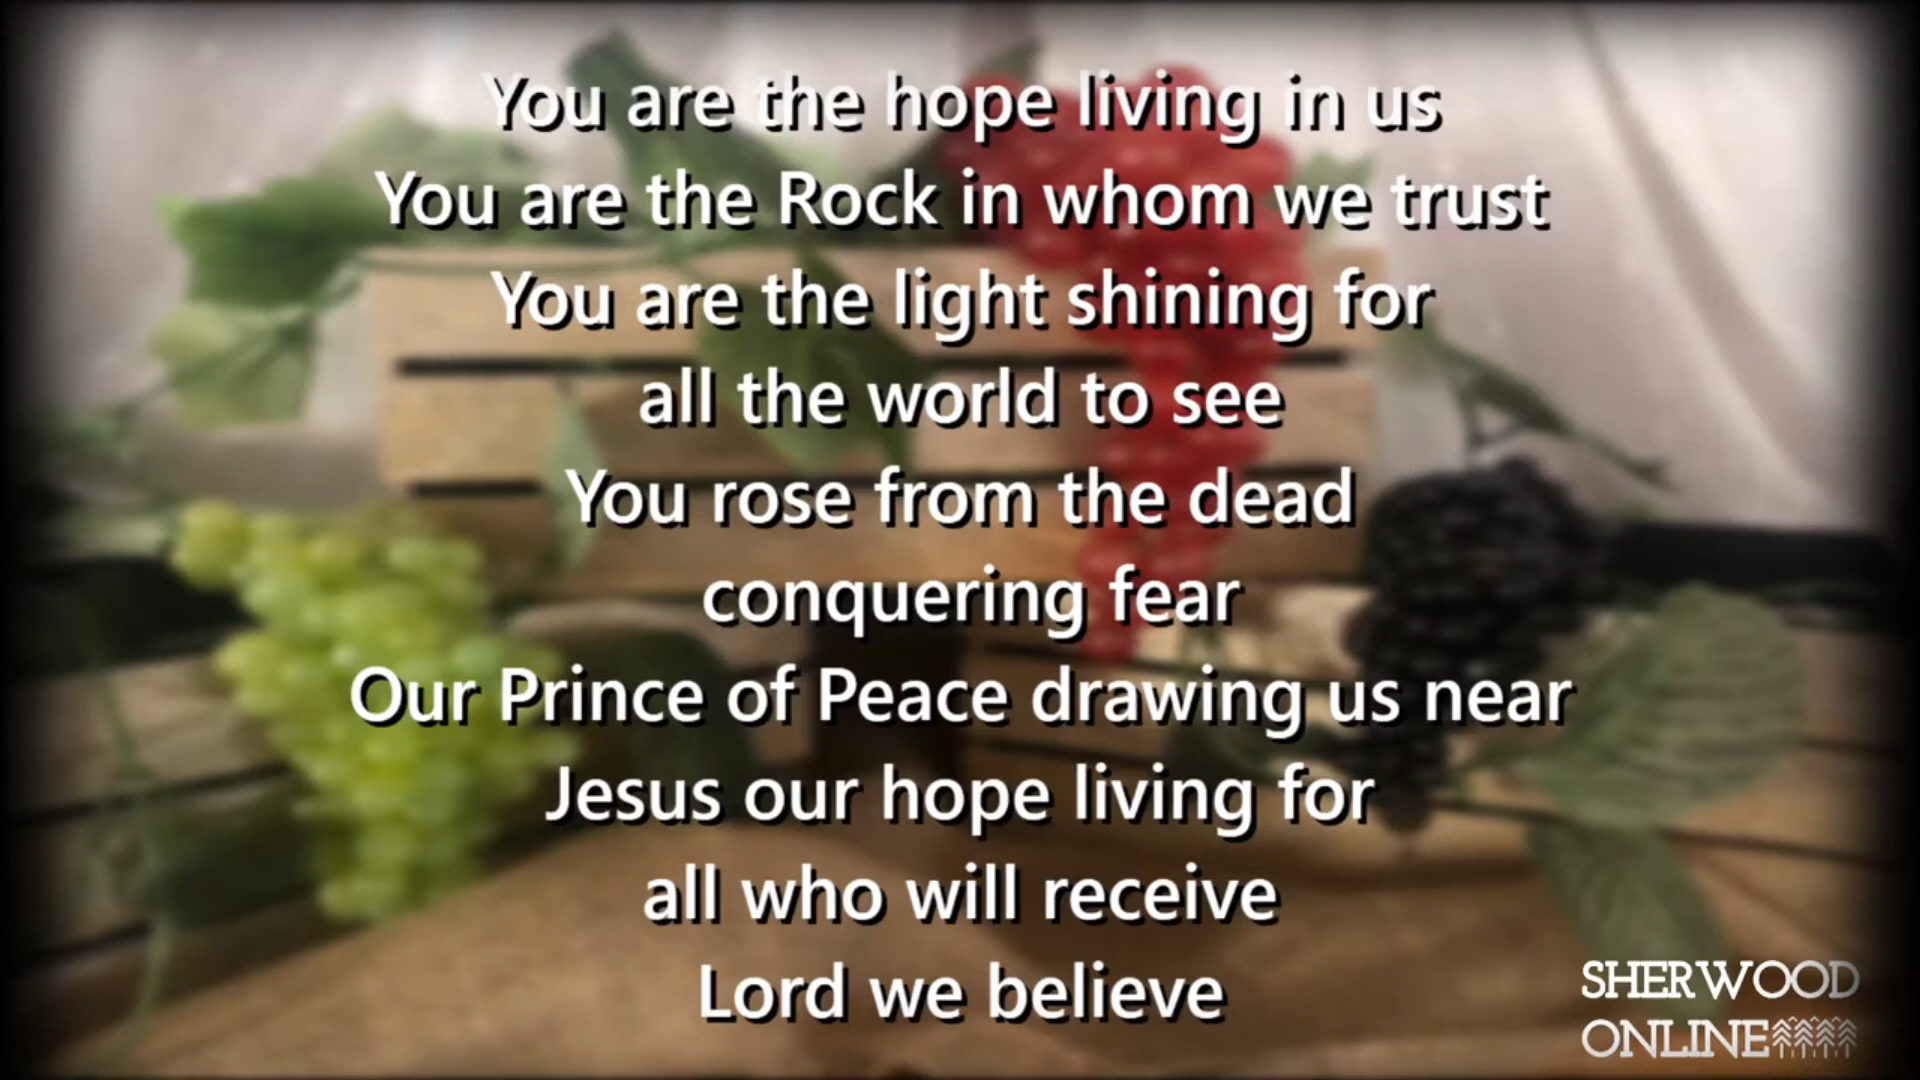 You are the hope living in us
You are the Rock in whom we trust
You are the light shining for
all the world to see
You rose from the dead
conquering fear
Our Prince of Peace drawing us near
Jesus our hope living for
all who will receive
Lord we believe
SHERWOOD
ONLINE